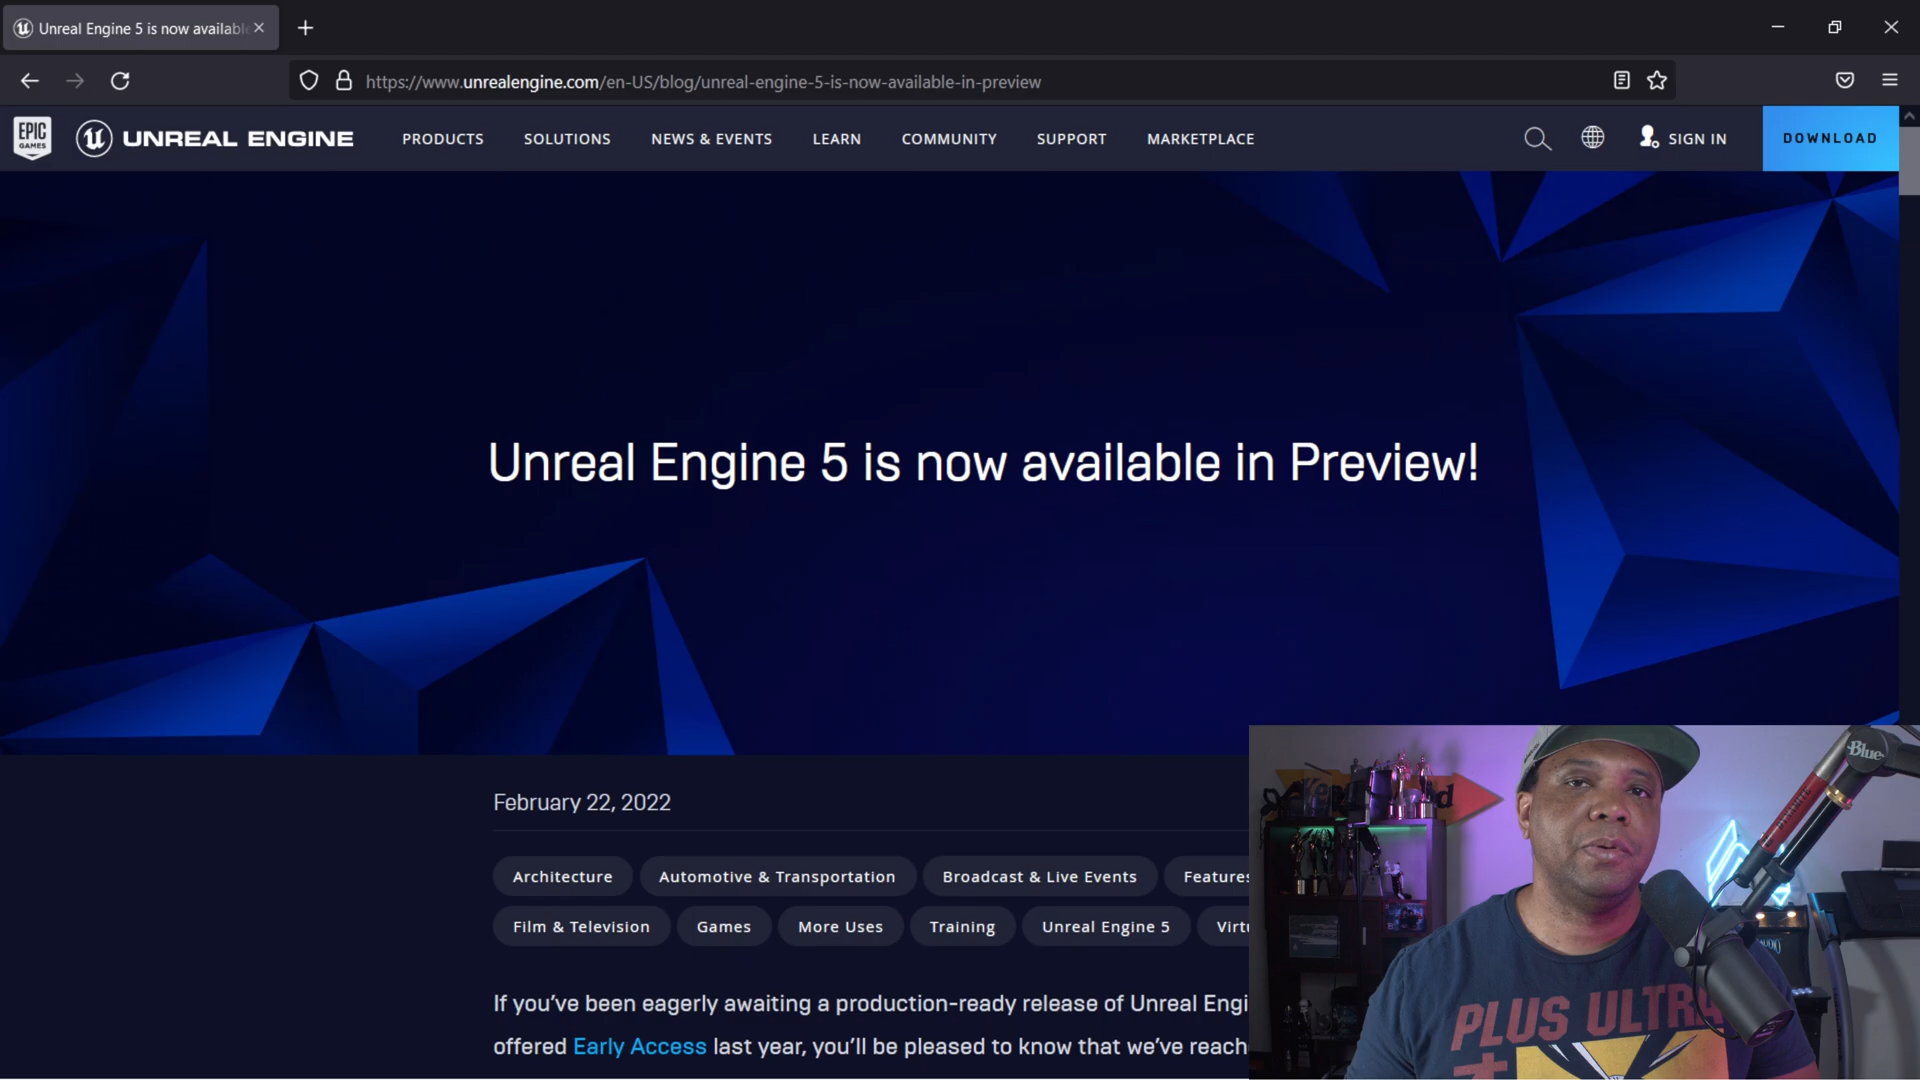 Unreal Engine 5 is now available
https://www.unrealengine.com/en-US/blog/unreal-engine-5-is-now-available-in-preview
EPIC GAMES
UNREAL ENGINE
PRODUCTS
SOLUTIONS
NEWS & EVENTS
LEARN
COMMUNITY
SUPPORT
MARKETPLACE
SIGN IN
DOWNLOAD
Unreal Engine 5 is now available in Preview!
February 22, 2022
Architecture
Automotive & Transportation
Broadcast & Live Events
Features
Film & Television
Games
More Uses
Training
Unreal Engine 5
Virtu
If you've been eagerly awaiting a production-ready release of Unreal Engi
offered Early Access last year, you'll be pleased to know that we've reach
Blue
PLUS ULTRA